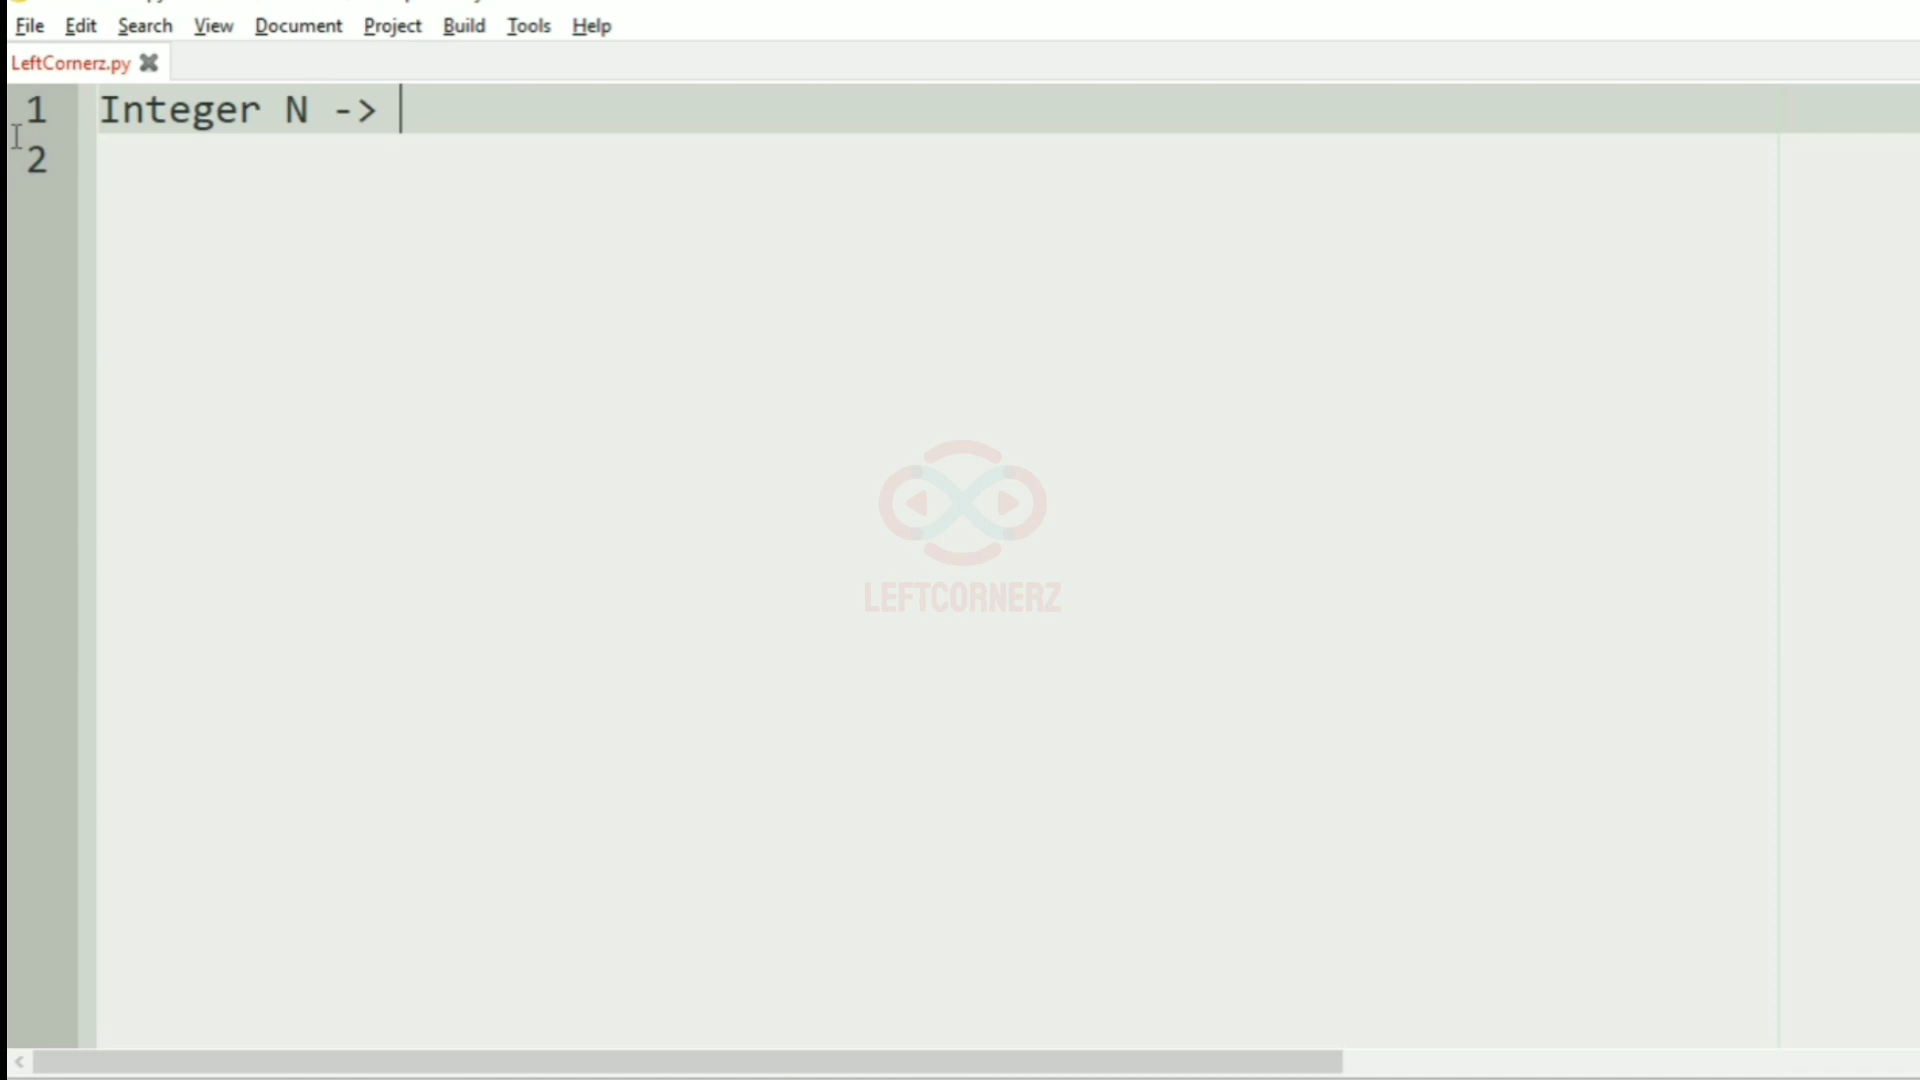 File Edit Search View Document Project Build Tools Help
LeftCornerz.py
1 Integer N -> 
2
LEFTCORNERZ